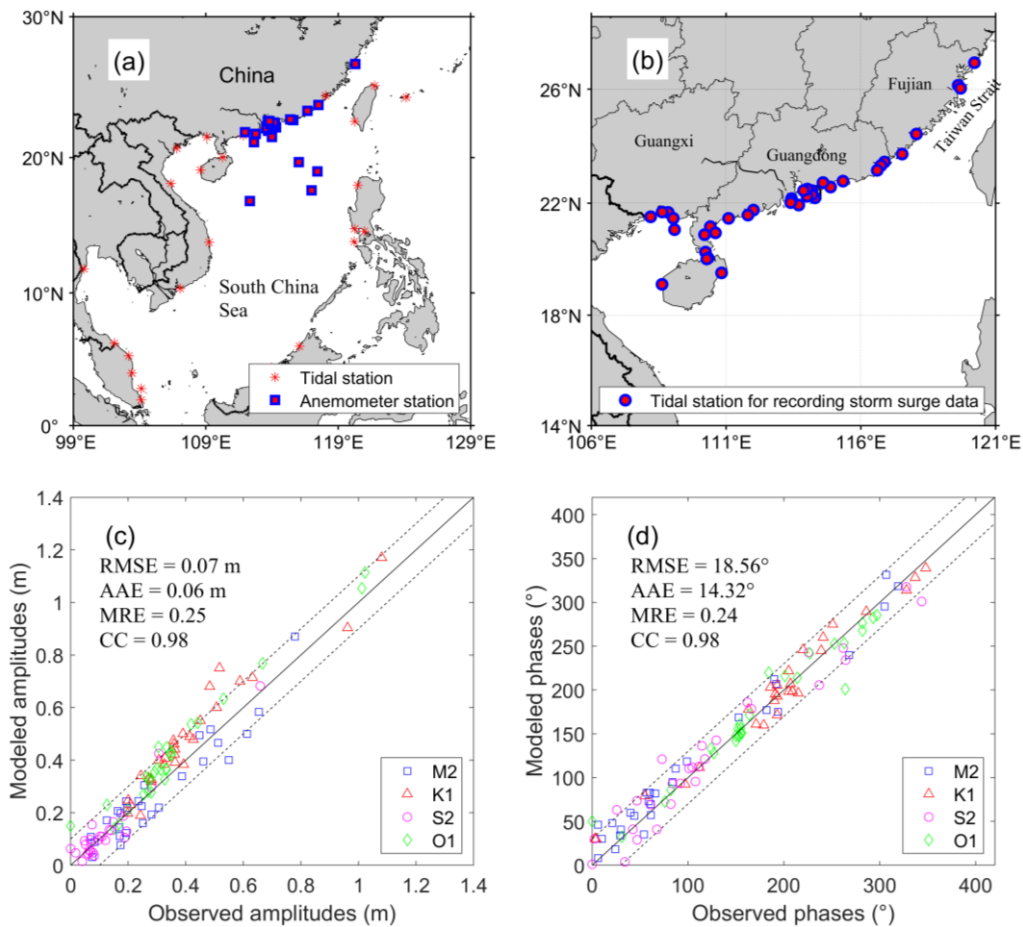 30°N
20°N
10°N
0°
99°E
109°E
119°E
129°E
(a)
China
South China
Sea
Tidal station
Anemometer station
26°N
22°N
18°N
14°N
106°E
111°E
116°E
121°E
(b)
Fujian
Taiwan Strait
Guangxi
Guangdong
Tidal station for recording storm surge data
1.4
1.2
1
0.8
0.6
0.4
0.2
0
0
0.2
0.4
0.6
0.8
1
1.2
1.4
Modeled amplitudes (m)
Observed amplitudes (m)
(c)
RMSE = 0.07 m
AAE = 0.06 m
MRE = 0.25
CC = 0.98
M2
K1
S2
O1
400
350
300
250
200
150
100
50
0
0
100
200
300
400
Modeled phases (°)
Observed phases (°)
(d)
RMSE = 18.56°
AAE = 14.32°
MRE = 0.24
CC = 0.98
M2
K1
S2
O1